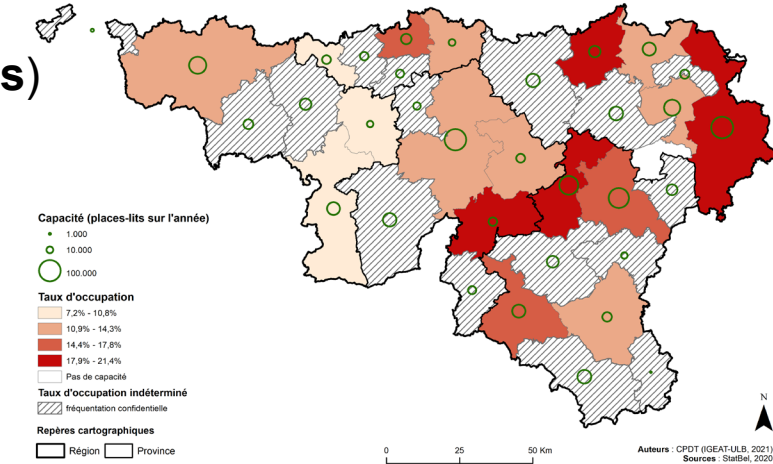 s)
Capacité (places-lits sur l'année)
1.000
10.000
100.000
Taux d'occupation
7,2% - 10,8%
10,9% - 14,3%
14,4% - 17,8%
17,9% - 21,4%
Pas de capacité
Taux d'occupation indéterminé
fréquentation confidentielle
Repères cartographiques
Région Province
0 25 50 Km
N
Auteurs : CPDT (IGEAT-ULB, 2021)
Sources : StatBel, 2020